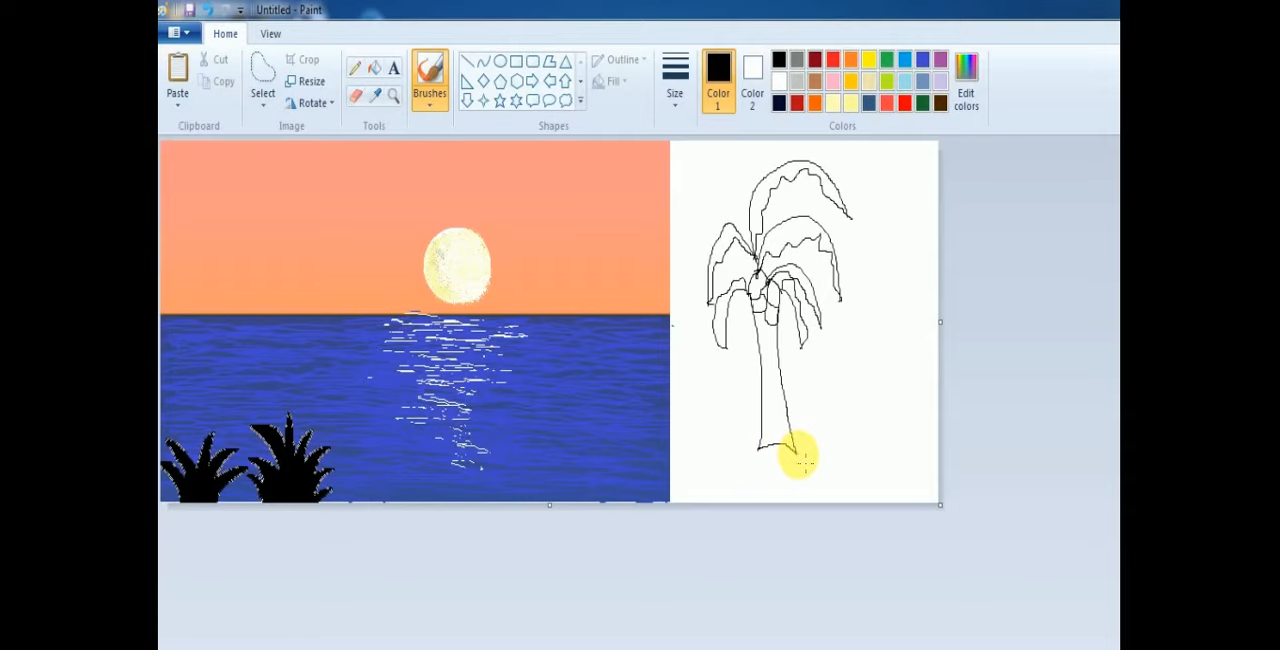 Untitled - Paint
Home View
Paste
Cut
Copy
Clipboard
Select
Crop
Resize
Rotate
Image
A
Tools
Brushes
Outline
Fill
Shapes
Size
Color
1
Color
2
Edit
colors
Colors